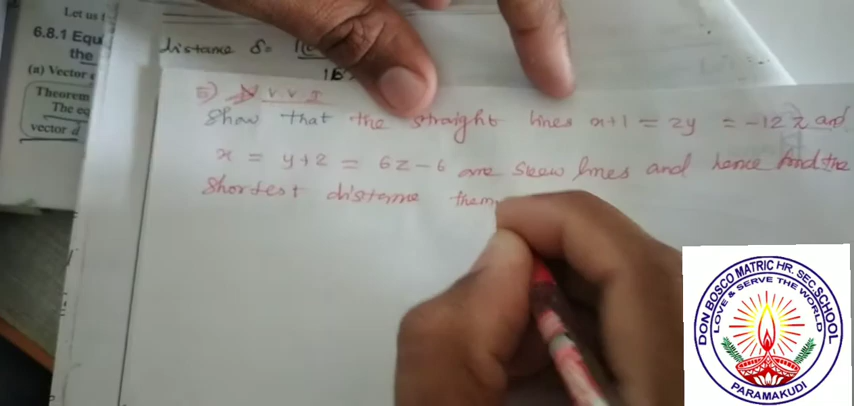 Let us
6.8.1 Equ
the
(a) Vector
Theorem
The eq
vector
distance δ =
5) V V I
Show that the straight lines x+1 = 2y = -12z and
x = y+2 = 6z-6 are skew lines and hence find the
shortest distance them
DON BOSCO MATRIC HR. SEC. SCHOOL
LOVE & SERVE THE WORLD
PARAMAKUDI